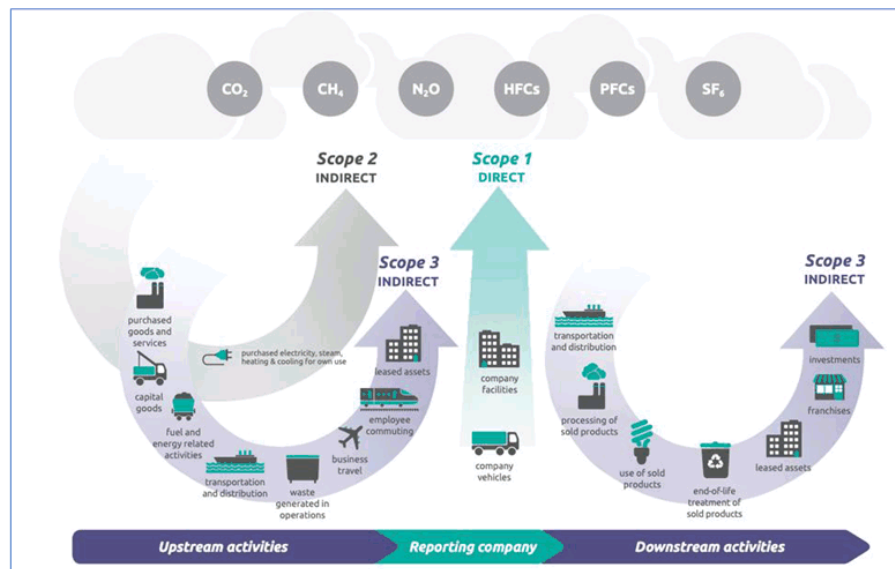 CO₂
CH₄
N₂O
HFCs
PFCs
SF₆
Scope 2
INDIRECT
Scope 1
DIRECT
Scope 3
INDIRECT
Scope 3
INDIRECT
purchased
goods and
services
purchased electricity, steam,
heating & cooling for own use
capital
goods
fuel and
energy related
activities
transportation
and distribution
waste
generated in
operations
business
travel
employee
commuting
leased assets
company
facilities
company
vehicles
transportation
and distribution
processing of
sold products
use of sold
products
end-of-life
treatment of
sold products
leased assets
franchises
investments
Upstream activities
Reporting company
Downstream activities